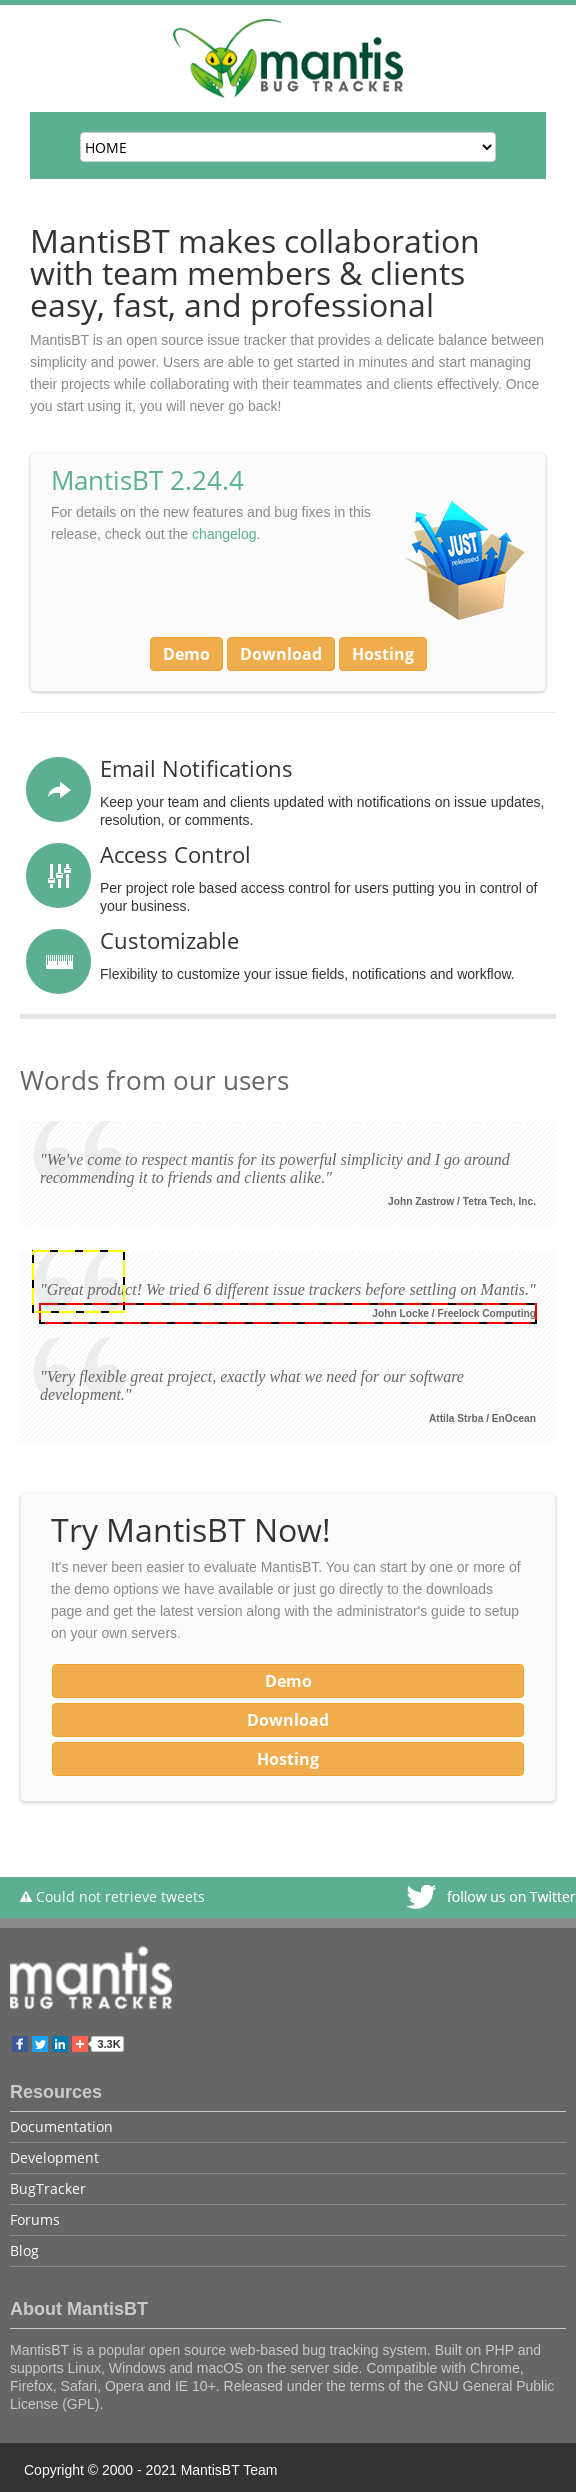 mantis
BUG TRACKER
HOME
MantisBT makes collaboration
with team members & clients
easy, fast, and professional
MantisBT is an open source issue tracker that provides a delicate balance between
simplicity and power. Users are able to get started in minutes and start managing
their projects while collaborating with their teammates and clients effectively. Once
you start using it, you will never go back!
MantisBT 2.24.4
For details on the new features and bug fixes in this
release, check out the changelog.
JUST
released
Demo Download Hosting
Email Notifications
Keep your team and clients updated with notifications on issue updates,
resolution, or comments.
Access Control
Per project role based access control for users putting you in control of
your business.
Customizable
Flexibility to customize your issue fields, notifications and workflow.
Words from our users
"We've come to respect mantis for its powerful simplicity and I go around
recommending it to friends and clients alike."
John Zastrow / Tetra Tech, Inc.
"Great product! We tried 6 different issue trackers before settling on Mantis."
John Locke / Freelock Computing
"Very flexible great project, exactly what we need for our software
development."
Attila Strba / EnOcean
Try MantisBT Now!
It's never been easier to evaluate MantisBT. You can start by one or more of
the demo options we have available or just go directly to the downloads
page and get the latest version along with the administrator's guide to setup
on your own servers.
Demo
Download
Hosting
Could not retrieve tweets follow us on Twitter
mantis
BUG TRACKER
3.3K
Resources
Documentation
Development
BugTracker
Forums
Blog
About MantisBT
MantisBT is a popular open source web-based bug tracking system. Built on PHP and
supports Linux, Windows and macOS on the server side. Compatible with Chrome,
Firefox, Safari, Opera and IE 10+. Released under the terms of the GNU General Public
License (GPL).
Copyright © 2000 - 2021 MantisBT Team